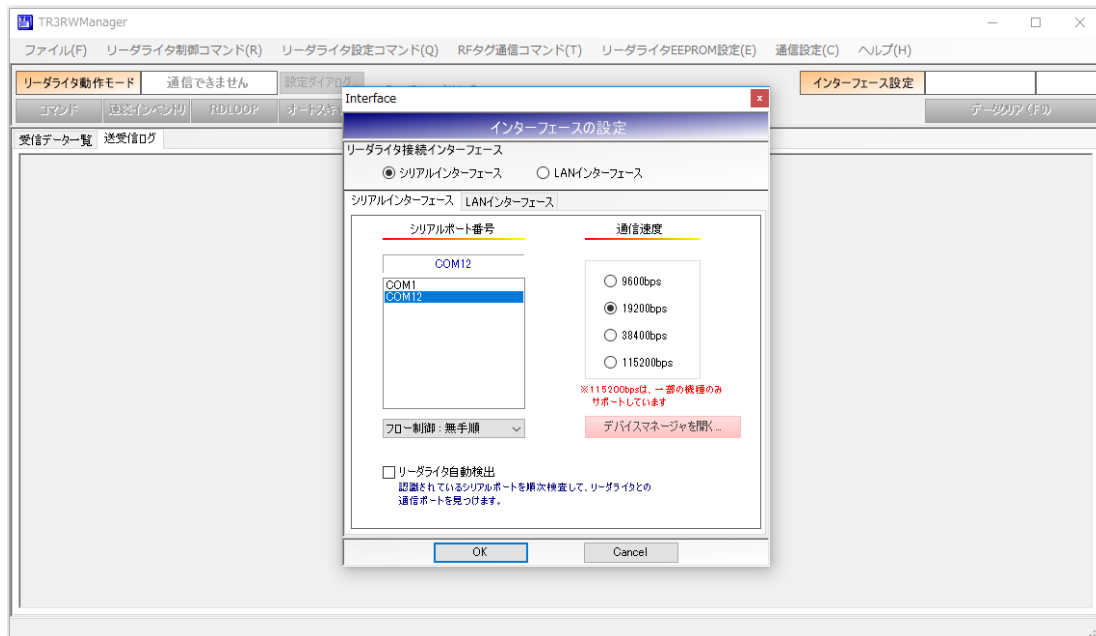 TR3RWManager
ファイル(F) リーダライタ制御コマンド(R) リーダライタ設定コマンド(Q) RFタグ通信コマンド(T) リーダライタEEPROM設定(E) 通信設定(C) ヘルプ(H)
リーダライタ動作モード 通信できません 設定ダイアログ... インターフェース設定
コマンド 連続インベントリ RDLOOP オートスキ データクリア (F9)
受信データ一覧 送受信ログ
Interface
インターフェースの設定
リーダライタ接続インターフェース
シリアルインターフェース LANインターフェース
シリアルインターフェース LANインターフェース
シリアルポート番号 通信速度
COM12
COM1
COM12
9600bps
19200bps
38400bps
115200bps
※115200bpsは、一部の機種のみ
サポートしています
フロー制御 : 無手順
デバイスマネージャを開く...
リーダライタ自動検出
認識されているシリアルポートを順次検査して、リーダライタとの
通信ポートを見つけます。
OK Cancel